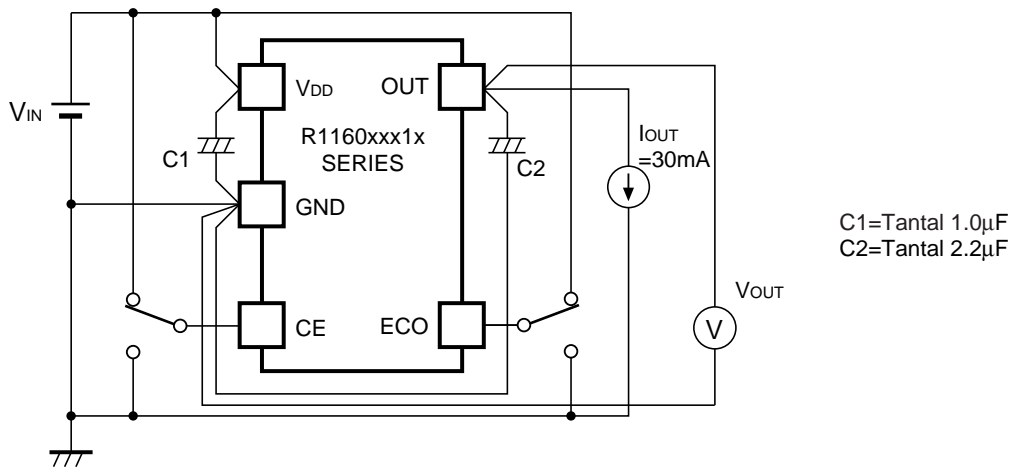 VIN
VDD
OUT
R1160xxx1x
SERIES
C1
C2
IOUT
=30mA
GND
C1=Tantal 1.0μF
C2=Tantal 2.2μF
VOUT
CE
ECO
V